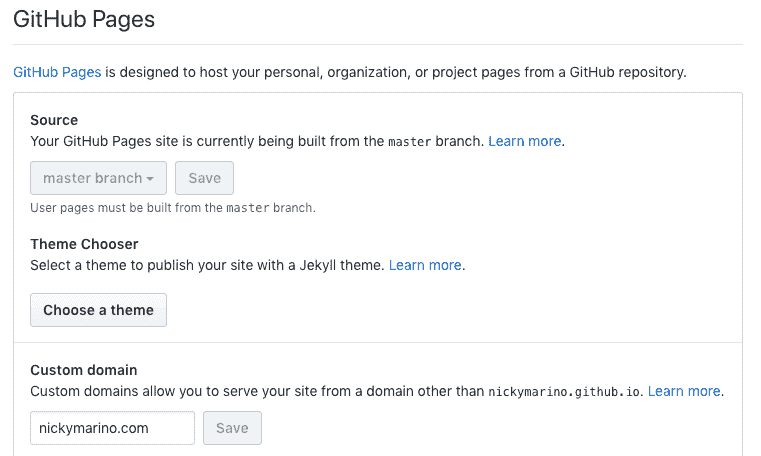 GitHub Pages
GitHub Pages is designed to host your personal, organization, or project pages from a GitHub repository.
Source
Your GitHub Pages site is currently being built from the master branch. Learn more.
master branch Save
User pages must be built from the master branch.
Theme Chooser
Select a theme to publish your site with a Jekyll theme. Learn more.
Choose a theme
Custom domain
Custom domains allow you to serve your site from a domain other than nickymarino.github.io. Learn more.
nickymarino.com Save